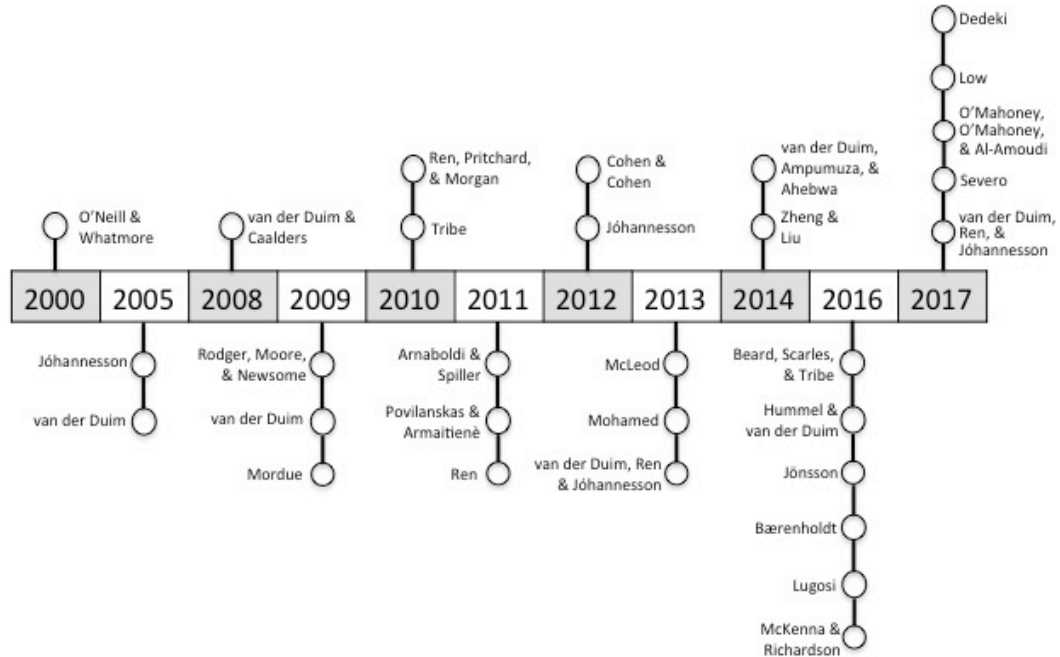 Dedeki
Low
O'Mahoney,
O'Mahoney,
& Al-Amoudi
Severo
van der Duim,
Ren, &
Jóhannesson
van der Duim,
Ampumuza, &
Ahebwa
Zheng &
Liu
Cohen &
Cohen
Jóhannesson
Ren, Pritchard,
& Morgan
Tribe
van der Duim &
Caalders
O'Neill &
Whatmore
2000 2005 2008 2009 2010 2011 2012 2013 2014 2016 2017
Jóhannesson
van der Duim
Rodger, Moore,
& Newsome
van der Duim
Mordue
Arnaboldi &
Spiller
Povilanskas &
Armaitienè
Ren
McLeod
Mohamed
van der Duim, Ren
& Jóhannesson
Beard, Scarles,
& Tribe
Hummel &
van der Duim
Jönsson
Bærenholdt
Lugosi
McKenna &
Richardson